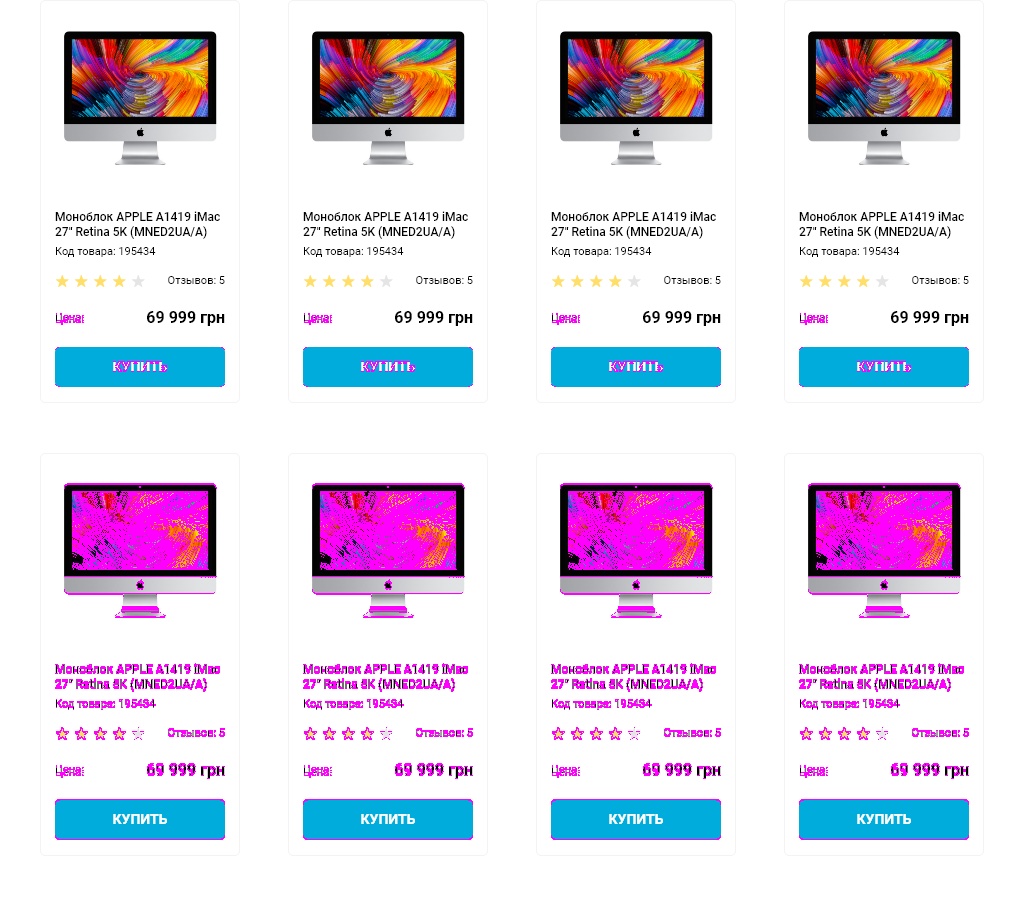 Моноблок APPLE A1419 iMac
27" Retina 5K (MNED2UA/A)
Код товара: 195434
Отзывов: 5
Цена:
69 999 грн
КУПИТЬ
Моноблок APPLE A1419 iMac
27" Retina 5K (MNED2UA/A)
Код товара: 195434
Отзывов: 5
Цена:
69 999 грн
КУПИТЬ
Моноблок APPLE A1419 iMac
27" Retina 5K (MNED2UA/A)
Код товара: 195434
Отзывов: 5
Цена:
69 999 грн
КУПИТЬ
Моноблок APPLE A1419 iMac
27" Retina 5K (MNED2UA/A)
Код товара: 195434
Отзывов: 5
Цена:
69 999 грн
КУПИТЬ
Моноблок APPLE A1419 iMac
27" Retina 5K (MNED2UA/A)
Код товара: 195434
Отзывов: 5
Цена:
69 999 грн
КУПИТЬ
Моноблок APPLE A1419 iMac
27" Retina 5K (MNED2UA/A)
Код товара: 195434
Отзывов: 5
Цена:
69 999 грн
КУПИТЬ
Моноблок APPLE A1419 iMac
27" Retina 5K (MNED2UA/A)
Код товара: 195434
Отзывов: 5
Цена:
69 999 грн
КУПИТЬ
Моноблок APPLE A1419 iMac
27" Retina 5K (MNED2UA/A)
Код товара: 195434
Отзывов: 5
Цена:
69 999 грн
КУПИТЬ